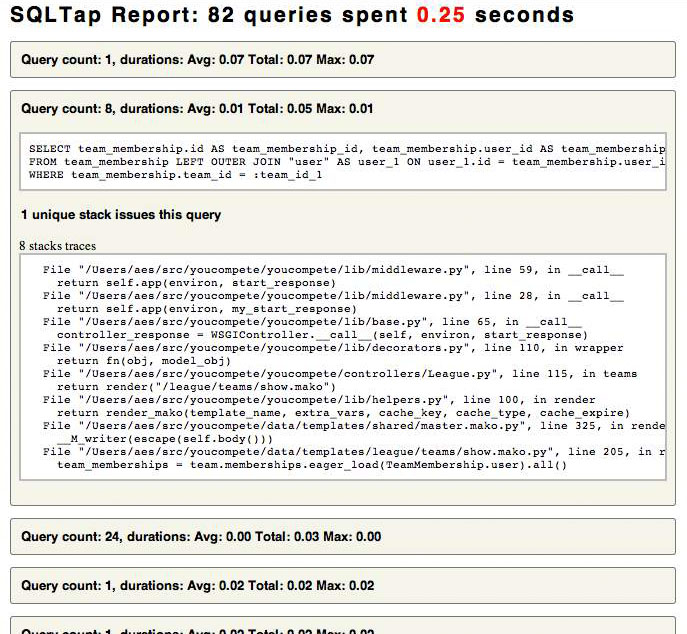 SQLTap Report: 82 queries spent 0.25 seconds
Query count: 1, durations: Avg: 0.07 Total: 0.07 Max: 0.07
Query count: 8, durations: Avg: 0.01 Total: 0.05 Max: 0.01
SELECT team_membership.id AS team_membership_id, team_membership.user_id AS team_membership
FROM team_membership LEFT OUTER JOIN "user" AS user_1 ON user_1.id = team_membership.user_i
WHERE team_membership.team_id = :team_id_1
1 unique stack issues this query
8 stacks traces
File "/Users/aes/src/youcompete/youcompete/lib/middleware.py", line 59, in __call__
return self.app(environ, start_response)
File "/Users/aes/src/youcompete/youcompete/lib/middleware.py", line 28, in __call__
return self.app(environ, my_start_response)
File "/Users/aes/src/youcompete/youcompete/lib/base.py", line 65, in __call__
controller_response = WSGIController.__call__(self, environ, start_response)
File "/Users/aes/src/youcompete/youcompete/lib/decorators.py", line 110, in wrapper
return fn(obj, model_obj)
File "/Users/aes/src/youcompete/youcompete/controllers/League.py", line 115, in teams
return render("/league/teams/show.mako")
File "/Users/aes/src/youcompete/youcompete/lib/helpers.py", line 100, in render
return render_mako(template_name, extra_vars, cache_key, cache_type, cache_expire)
File "/Users/aes/src/youcompete/data/templates/shared/master.mako.py", line 325, in rende
__M_writer(escape(self.body()))
File "/Users/aes/src/youcompete/data/templates/league/teams/show.mako.py", line 205, in r
team_memberships = team.memberships.eager_load(TeamMembership.user).all()
Query count: 24, durations: Avg: 0.00 Total: 0.03 Max: 0.00
Query count: 1, durations: Avg: 0.02 Total: 0.02 Max: 0.02
Query count: 1, durations: Avg: 0.02 Total: 0.02 Max: 0.02